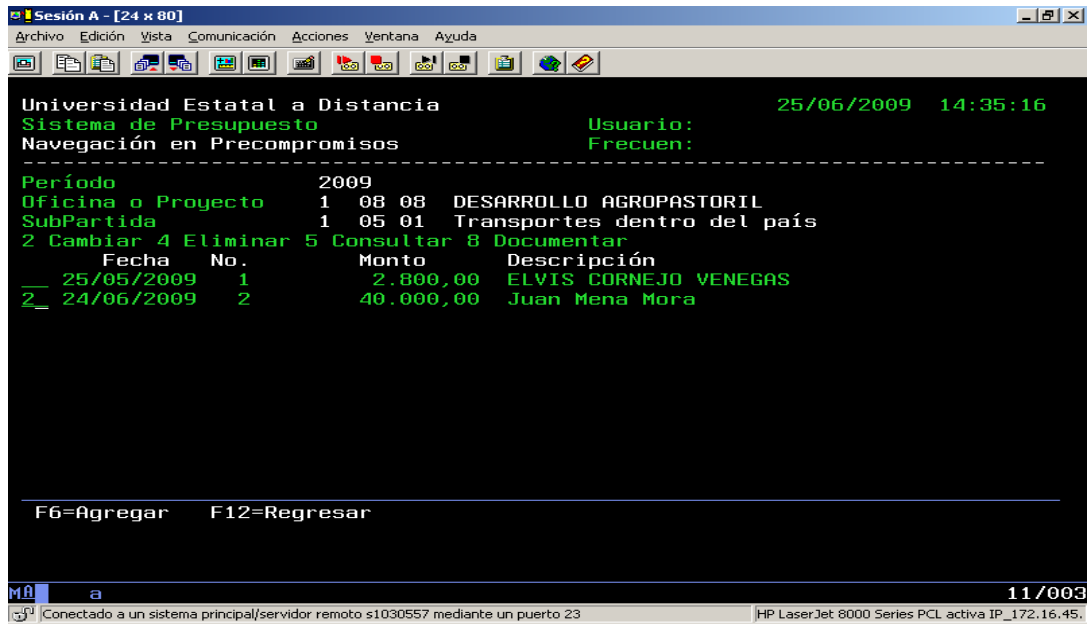 Sesión A - [24 x 80]
Archivo Edición Vista Comunicación Acciones Ventana Ayuda
Universidad Estatal a Distancia 25/06/2009 14:35:16
Sistema de Presupuesto Usuario:
Navegación en Precompromisos Frecuen:
Período 2009
Oficina o Proyecto 1 08 08 DESARROLLO AGROPASTORIL
SubPartida 1 05 01 Transportes dentro del país
2 Cambiar 4 Eliminar 5 Consultar 8 Documentar
Fecha No. Monto Descripción
__ 25/05/2009 1 2.800,00 ELVIS CORNEJO VENEGAS
2_ 24/06/2009 2 40.000,00 Juan Mena Mora
F6=Agregar F12=Regresar
MA a 11/003
Conectado a un sistema principal/servidor remoto s1030557 mediante un puerto 23 HP LaserJet 8000 Series PCL activa IP_172.16.45.